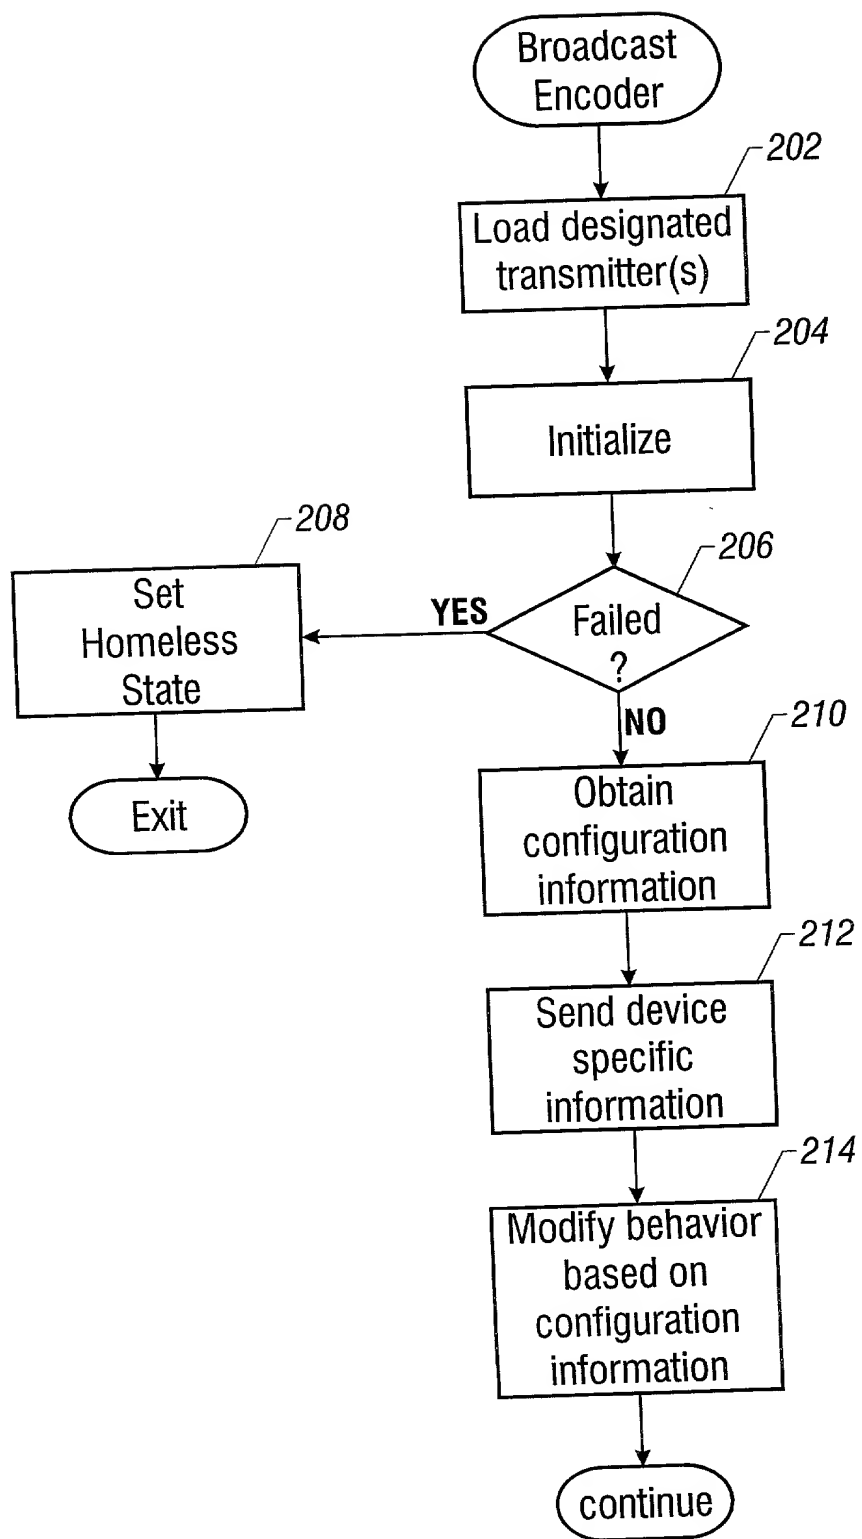 Broadcast
Encoder
202
Load designated
transmitter(s)
204
Initialize
206
Failed
?
YES
208
Set
Homeless
State
Exit
NO
210
Obtain
configuration
information
212
Send device
specific
information
214
Modify behavior
based on
configuration
information
continue